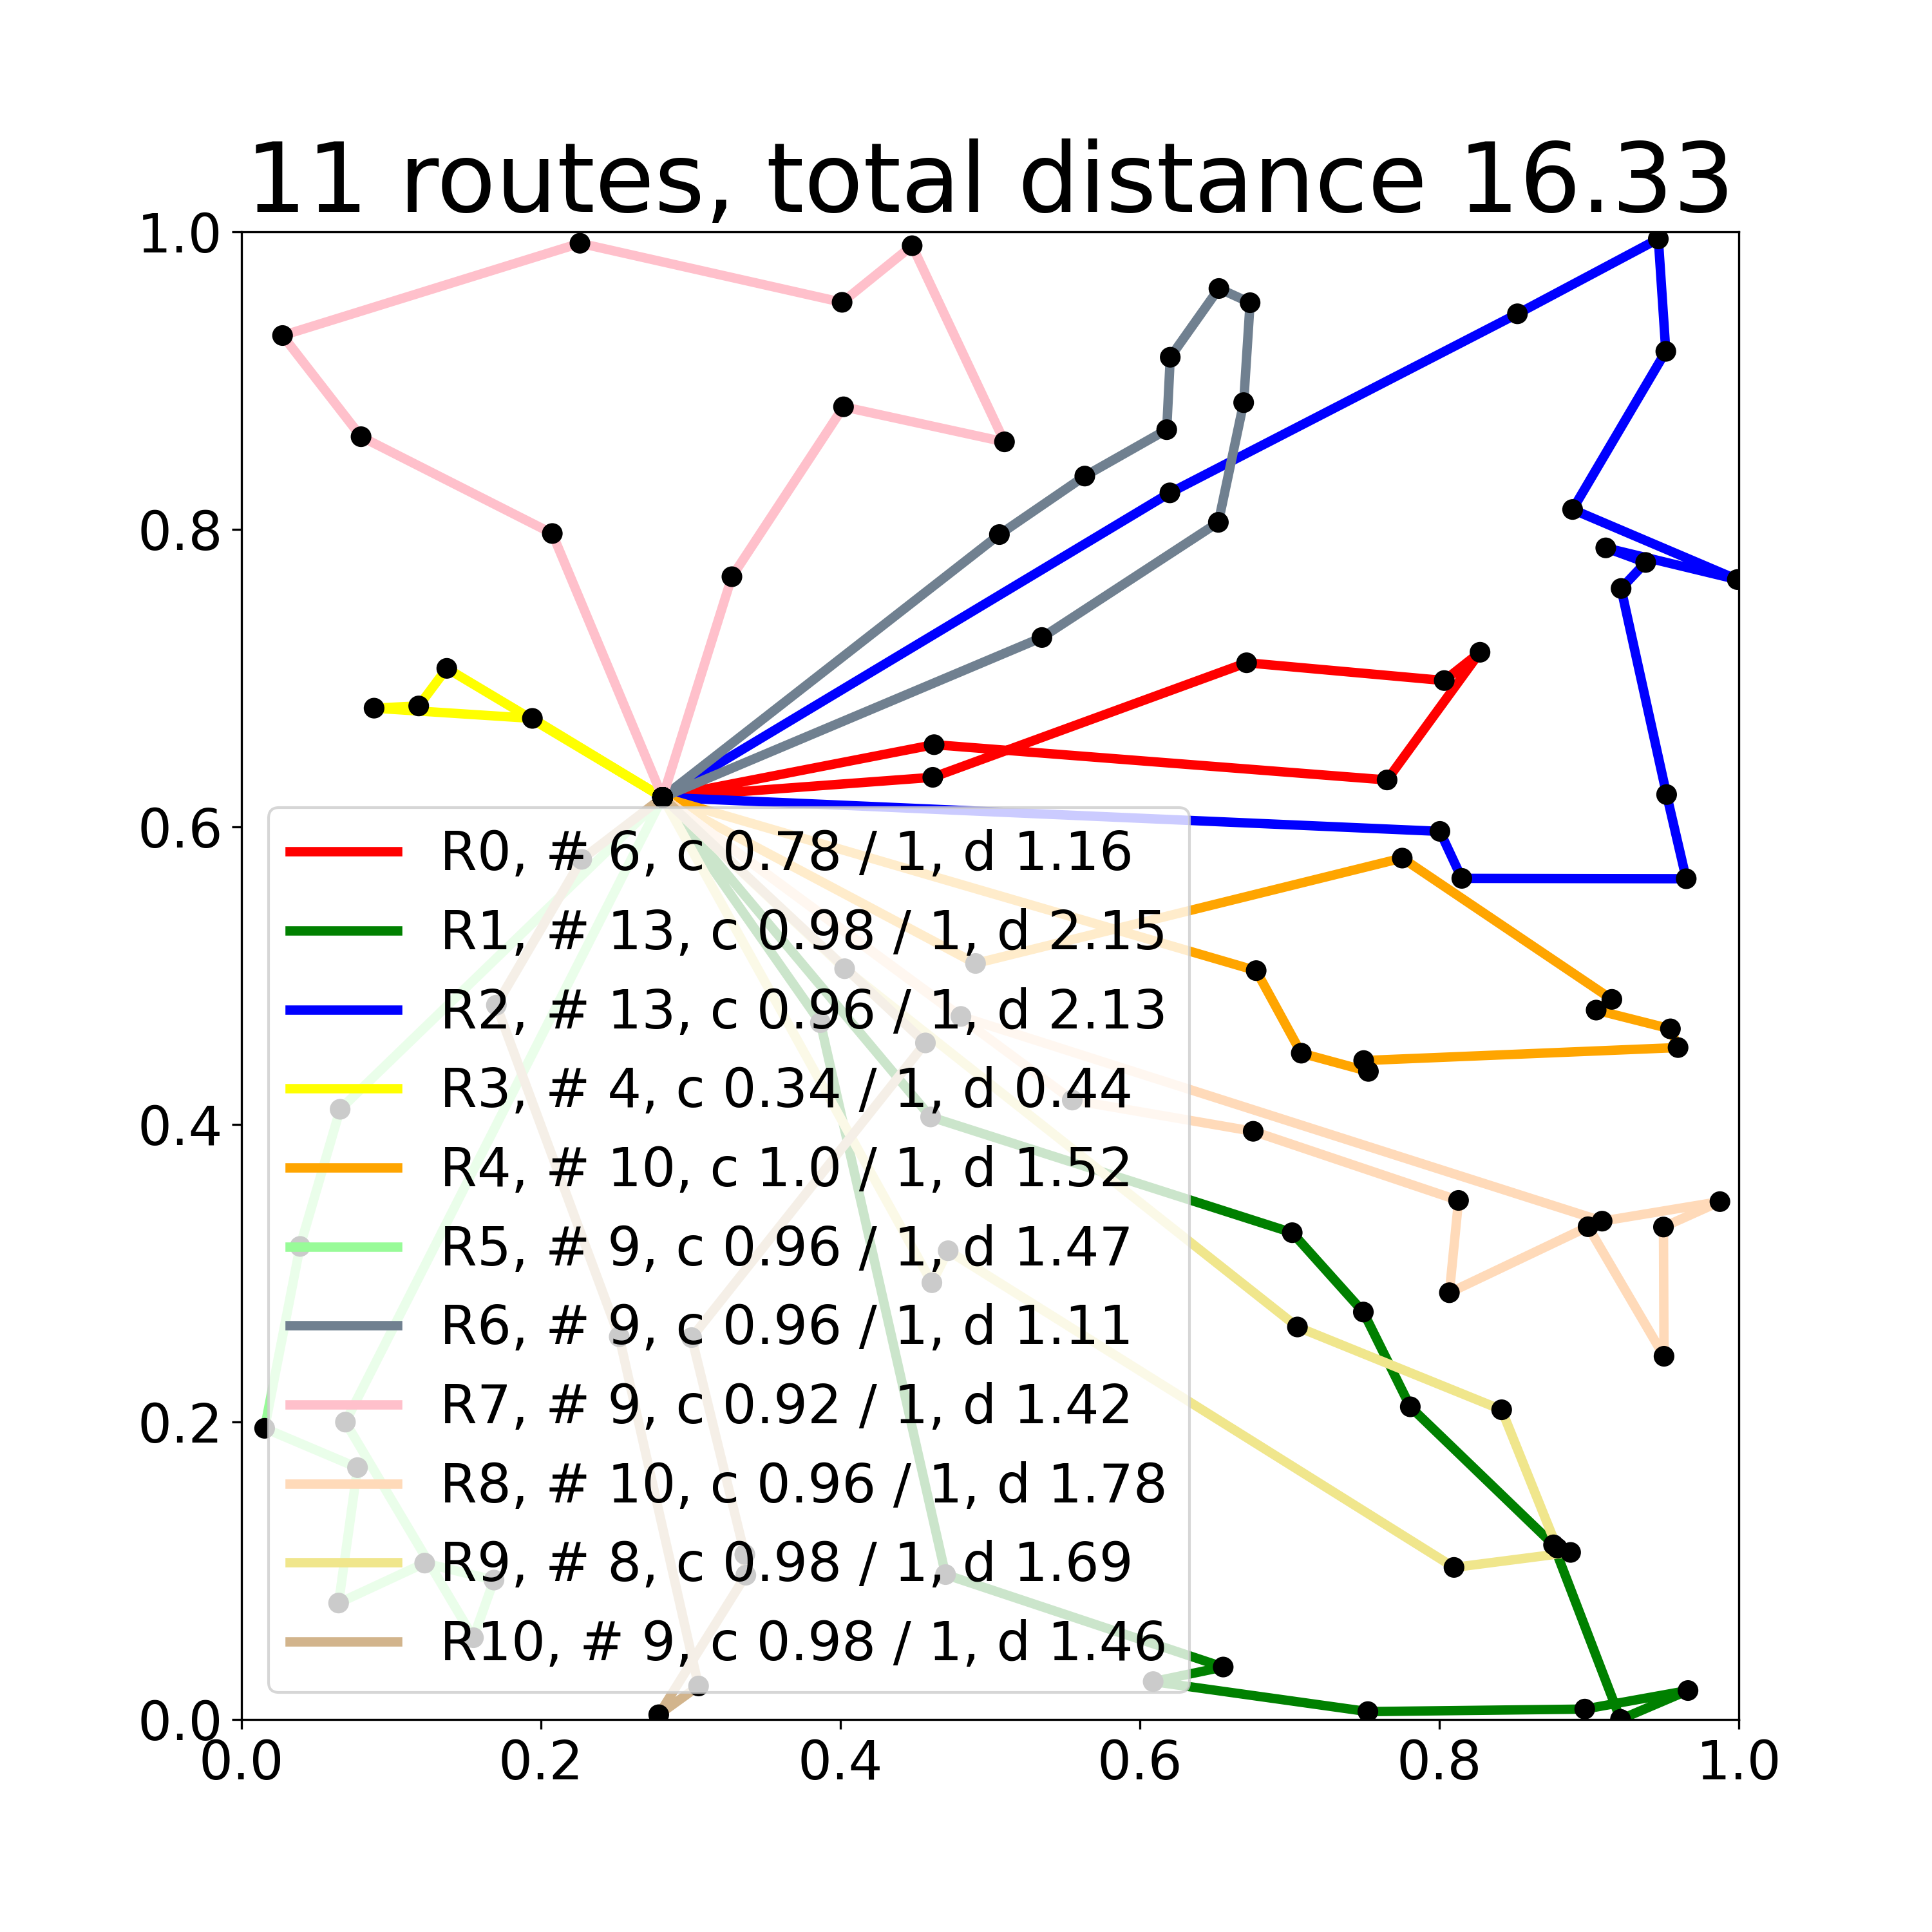 11 routes, total distance 16.33
1.0
0.8
0.6
0.4
0.2
0.0
R0, # 6, c 0.78 / 1, d 1.16
R1, # 13, c 0.98 / 1, d 2.15
R2, # 13, c 0.96 / 1, d 2.13
R3, # 4, c 0.34 / 1, d 0.44
R4, # 10, c 1.0 / 1, d 1.52
R5, # 9, c 0.96 / 1, d 1.47
R6, # 9, c 0.96 / 1, d 1.11
R7, # 9, c 0.92 / 1, d 1.42
R8, # 10, c 0.96 / 1, d 1.78
R9, # 8, c 0.98 / 1, d 1.69
R10, # 9, c 0.98 / 1, d 1.46
0.0 0.2 0.4 0.6 0.8 1.0